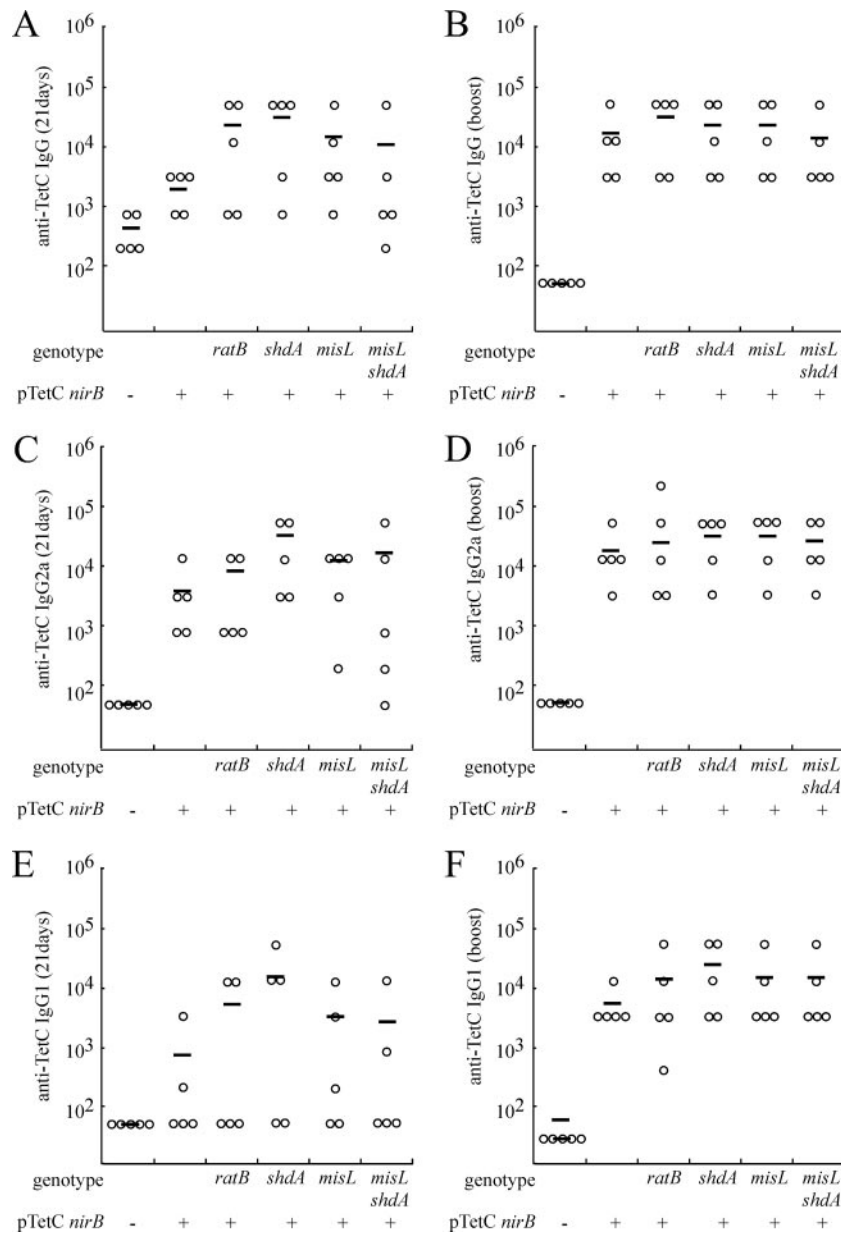 A
B
10^6
10^5
10^4
10^3
10^2
anti-TetC IgG (21days)
10^6
10^5
10^4
10^3
10^2
anti-TetC IgG (boost)
genotype ratB shdA misL misL
shdA
pTetC nirB - + + + + +
genotype ratB shdA misL misL
shdA
pTetC nirB - + + + + +
C
D
10^6
10^5
10^4
10^3
10^2
anti-TetC IgG2a (21days)
10^6
10^5
10^4
10^3
10^2
anti-TetC IgG2a (boost)
genotype ratB shdA misL misL
shdA
pTetC nirB - + + + + +
genotype ratB shdA misL misL
shdA
pTetC nirB - + + + + +
E
F
10^6
10^5
10^4
10^3
10^2
anti-TetC IgG1 (21days)
10^6
10^5
10^4
10^3
10^2
anti-TetC IgG1 (boost)
genotype ratB shdA misL misL
shdA
pTetC nirB - + + + + +
genotype ratB shdA misL misL
shdA
pTetC nirB - + + + + +